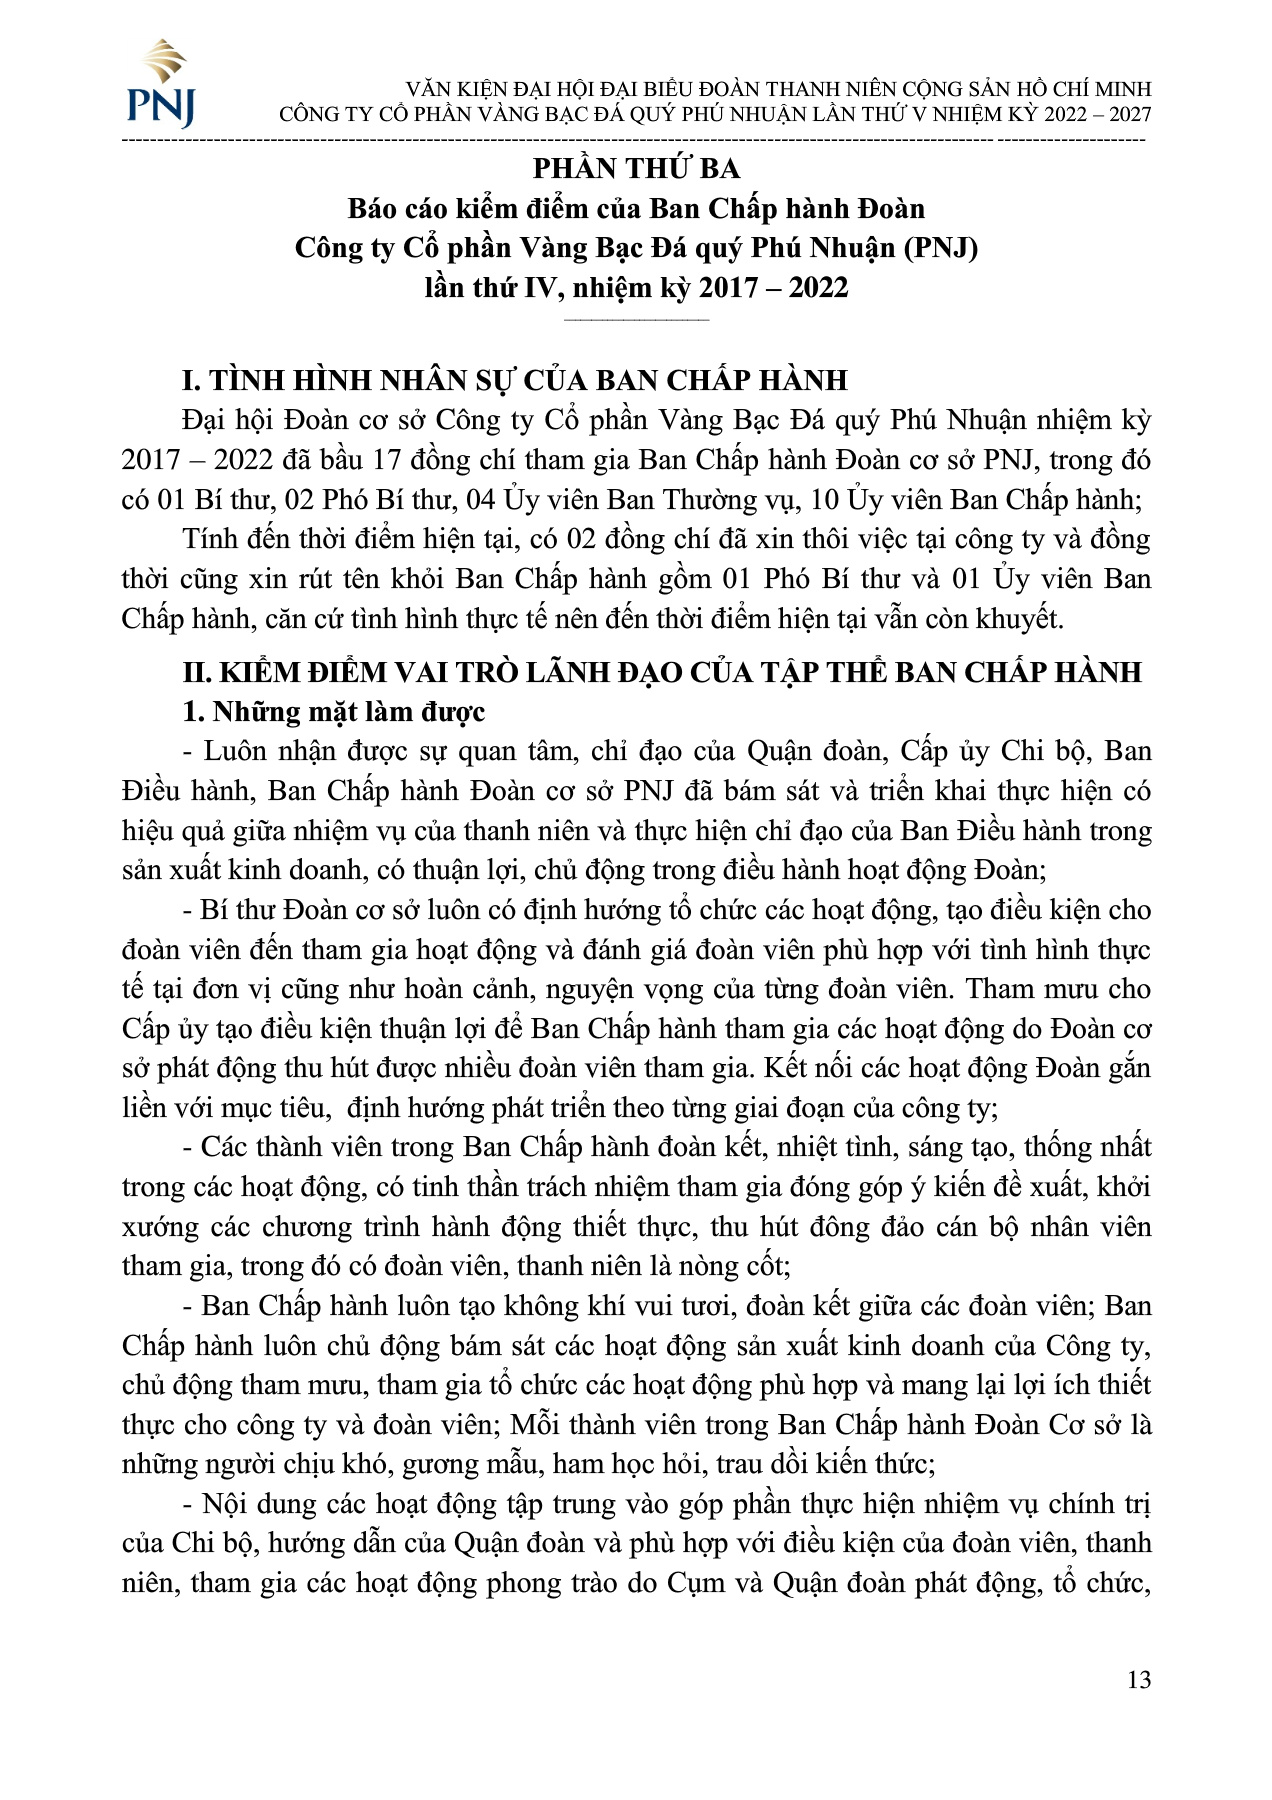 PNJ
VĂN KIỆN ĐẠI HỘI ĐẠI BIỂU ĐOÀN THANH NIÊN CỘNG SẢN HỒ CHÍ MINH
CÔNG TY CỔ PHẦN VÀNG BẠC ĐÁ QUÝ PHÚ NHUẬN LẦN THỨ V NHIỆM KỲ 2022 – 2027
PHẦN THỨ BA
Báo cáo kiểm điểm của Ban Chấp hành Đoàn
Công ty Cổ phần Vàng Bạc Đá quý Phú Nhuận (PNJ)
lần thứ IV, nhiệm kỳ 2017 – 2022
I. TÌNH HÌNH NHÂN SỰ CỦA BAN CHẤP HÀNH
Đại hội Đoàn cơ sở Công ty Cổ phần Vàng Bạc Đá quý Phú Nhuận nhiệm kỳ
2017 – 2022 đã bầu 17 đồng chí tham gia Ban Chấp hành Đoàn cơ sở PNJ, trong đó
có 01 Bí thư, 02 Phó Bí thư, 04 Ủy viên Ban Thường vụ, 10 Ủy viên Ban Chấp hành;
Tính đến thời điểm hiện tại, có 02 đồng chí đã xin thôi việc tại công ty và đồng
thời cũng xin rút tên khỏi Ban Chấp hành gồm 01 Phó Bí thư và 01 Ủy viên Ban
Chấp hành, căn cứ tình hình thực tế nên đến thời điểm hiện tại vẫn còn khuyết.
II. KIỂM ĐIỂM VAI TRÒ LÃNH ĐẠO CỦA TẬP THỂ BAN CHẤP HÀNH
1. Những mặt làm được
- Luôn nhận được sự quan tâm, chỉ đạo của Quận đoàn, Cấp ủy Chi bộ, Ban
Điều hành, Ban Chấp hành Đoàn cơ sở PNJ đã bám sát và triển khai thực hiện có
hiệu quả giữa nhiệm vụ của thanh niên và thực hiện chỉ đạo của Ban Điều hành trong
sản xuất kinh doanh, có thuận lợi, chủ động trong điều hành hoạt động Đoàn;
- Bí thư Đoàn cơ sở luôn có định hướng tổ chức các hoạt động, tạo điều kiện cho
đoàn viên đến tham gia hoạt động và đánh giá đoàn viên phù hợp với tình hình thực
tế tại đơn vị cũng như hoàn cảnh, nguyện vọng của từng đoàn viên. Tham mưu cho
Cấp ủy tạo điều kiện thuận lợi để Ban Chấp hành tham gia các hoạt động do Đoàn cơ
sở phát động thu hút được nhiều đoàn viên tham gia. Kết nối các hoạt động Đoàn gắn
liền với mục tiêu, định hướng phát triển theo từng giai đoạn của công ty;
- Các thành viên trong Ban Chấp hành đoàn kết, nhiệt tình, sáng tạo, thống nhất
trong các hoạt động, có tinh thần trách nhiệm tham gia đóng góp ý kiến đề xuất, khởi
xướng các chương trình hành động thiết thực, thu hút đông đảo cán bộ nhân viên
tham gia, trong đó có đoàn viên, thanh niên là nòng cốt;
- Ban Chấp hành luôn tạo không khí vui tươi, đoàn kết giữa các đoàn viên; Ban
Chấp hành luôn chủ động bám sát các hoạt động sản xuất kinh doanh của Công ty,
chủ động tham mưu, tham gia tổ chức các hoạt động phù hợp và mang lại lợi ích thiết
thực cho công ty và đoàn viên; Mỗi thành viên trong Ban Chấp hành Đoàn Cơ sở là
những người chịu khó, gương mẫu, ham học hỏi, trau dồi kiến thức;
- Nội dung các hoạt động tập trung vào góp phần thực hiện nhiệm vụ chính trị
của Chi bộ, hướng dẫn của Quận đoàn và phù hợp với điều kiện của đoàn viên, thanh
niên, tham gia các hoạt động phong trào do Cụm và Quận đoàn phát động, tổ chức,
13